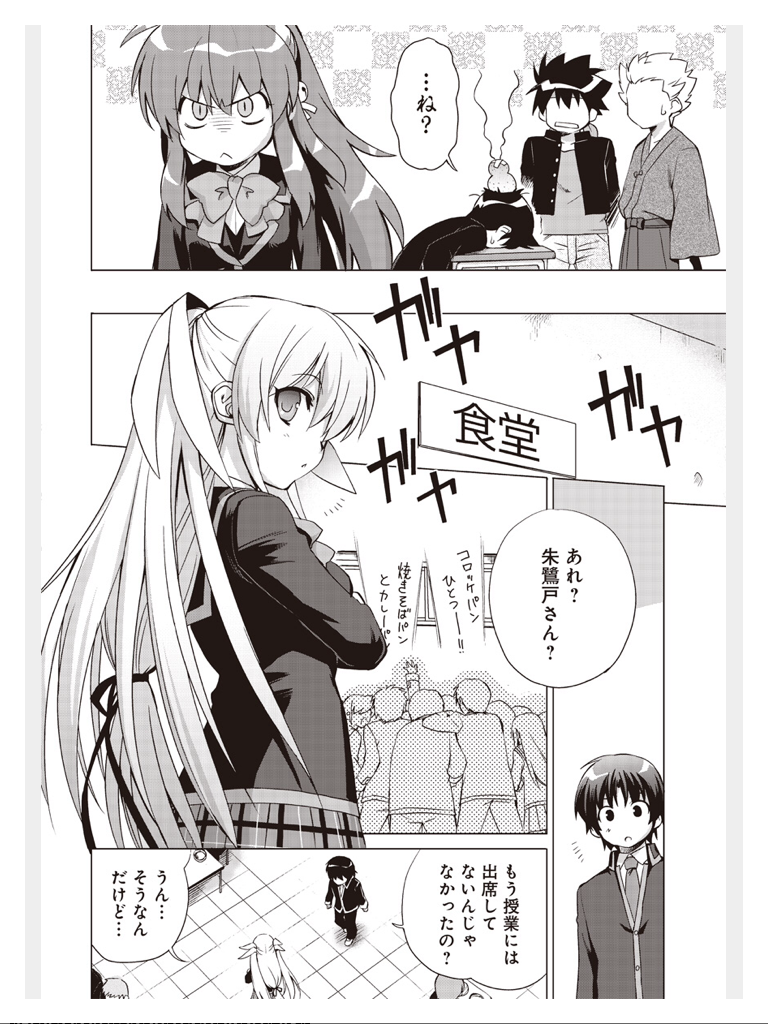 …ね？
ガヤ
ガヤ
食堂
ガヤ
あれ？
朱鷺戸さん？
コロッケパン
ひとつ――!!
焼きそばパン
とカレーパン
もう授業には
出席して
ないんじゃ
なかったの？
うん…
そうなん
だけど…